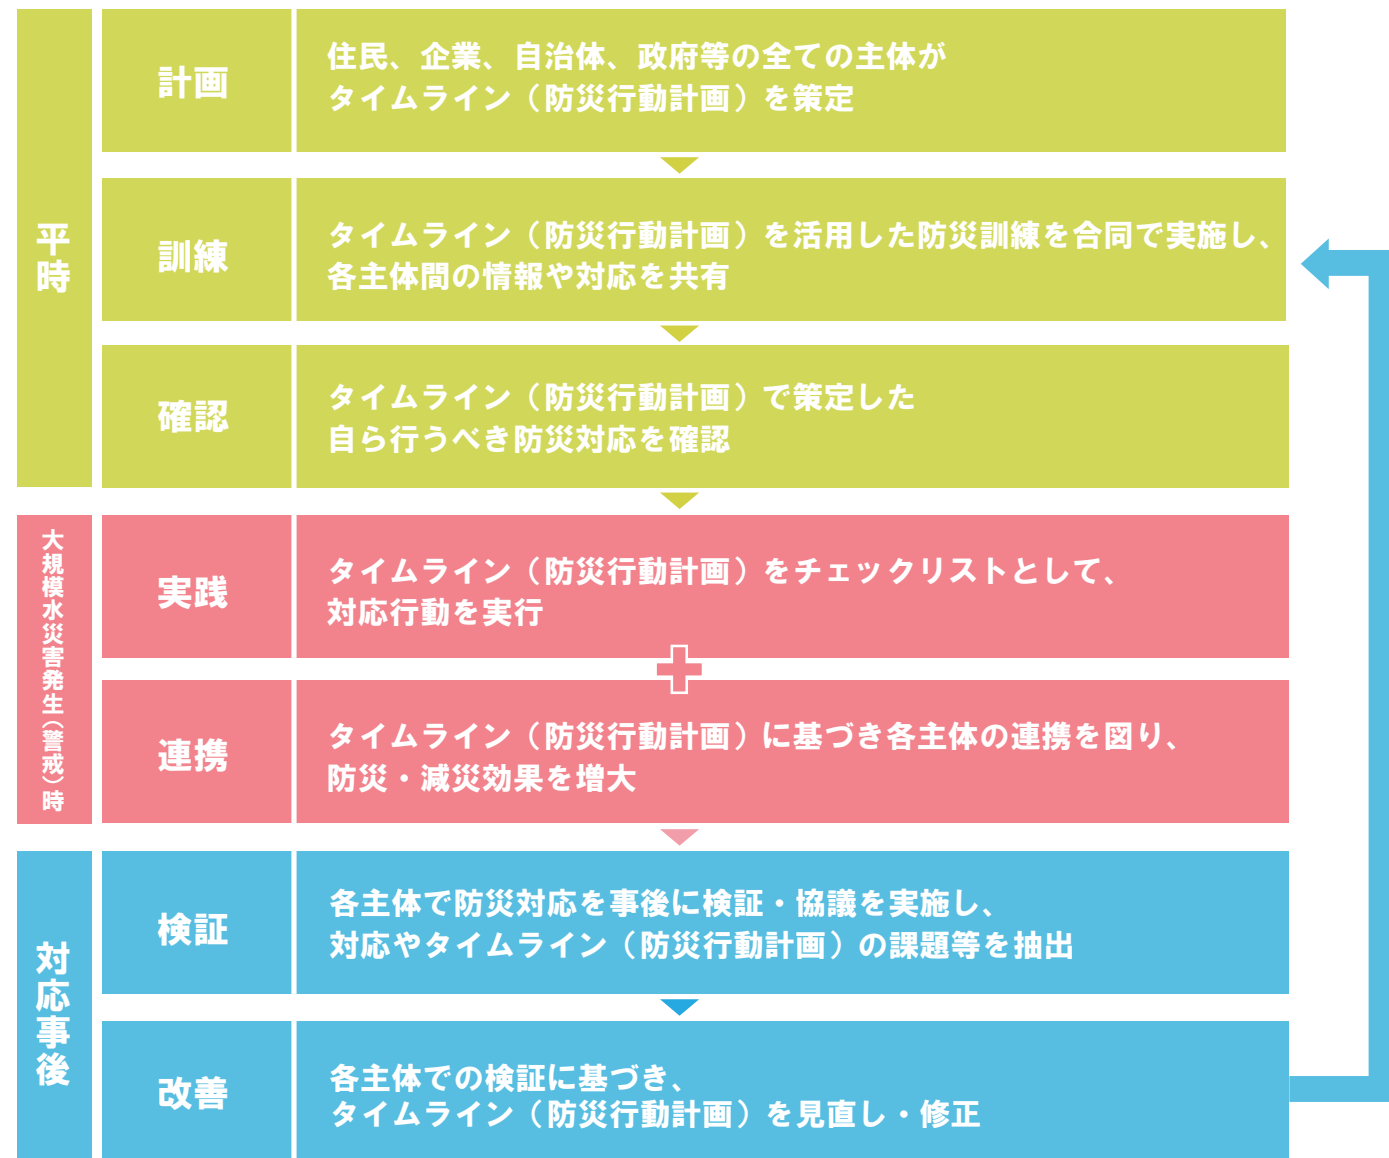 平時
計画
住民、企業、自治体、政府等の全ての主体が
タイムライン（防災行動計画）を策定
訓練
タイムライン（防災行動計画）を活用した防災訓練を合同で実施し、
各主体間の情報や対応を共有
確認
タイムライン（防災行動計画）で策定した
自ら行うべき防災対応を確認
大規模水災害発生（警戒）時
実践
タイムライン（防災行動計画）をチェックリストとして、
対応行動を実行
連携
タイムライン（防災行動計画）に基づき各主体の連携を図り、
防災・減災効果を増大
対応事後
検証
各主体で防災対応を事後に検証・協議を実施し、
対応やタイムライン（防災行動計画）の課題等を抽出
改善
各主体での検証に基づき、
タイムライン（防災行動計画）を見直し・修正